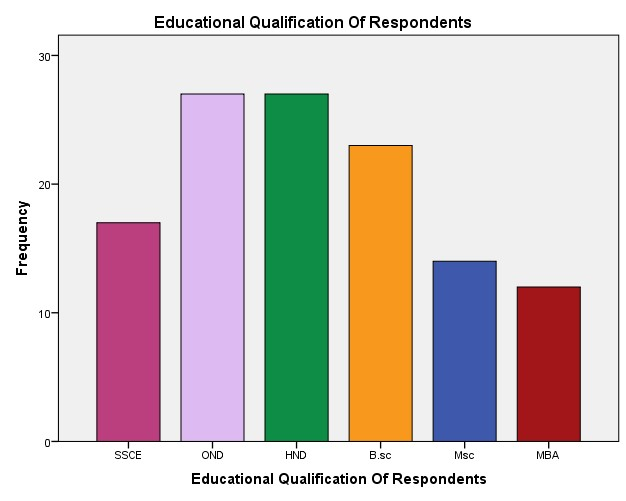 Educational Qualification Of Respondents
30
20
10
0
Frequency
SSCE OND HND B.sc Msc MBA
Educational Qualification Of Respondents